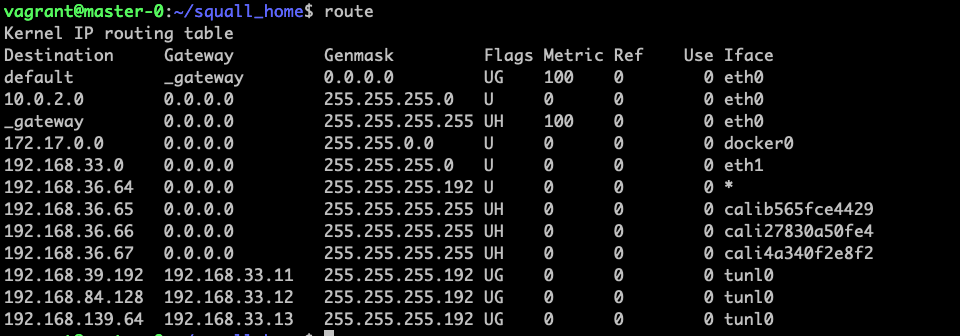 vagrant@master-0:~/squall_home$ route
Kernel IP routing table
Destination     Gateway         Genmask         Flags Metric Ref    Use Iface
default         _gateway        0.0.0.0         UG    100    0        0 eth0
10.0.2.0        0.0.0.0         255.255.255.0   U     0      0        0 eth0
_gateway        0.0.0.0         255.255.255.255 UH    100    0        0 eth0
172.17.0.0      0.0.0.0         255.255.0.0     U     0      0        0 docker0
192.168.33.0    0.0.0.0         255.255.255.0   U     0      0        0 eth1
192.168.36.64   0.0.0.0         255.255.255.192 U     0      0        0 *
192.168.36.65   0.0.0.0         255.255.255.255 UH    0      0        0 calib565fce4429
192.168.36.66   0.0.0.0         255.255.255.255 UH    0      0        0 cali27830a50fe4
192.168.36.67   0.0.0.0         255.255.255.255 UH    0      0        0 cali4a340f2e8f2
192.168.39.192  192.168.33.11   255.255.255.192 UG    0      0        0 tunl0
192.168.84.128  192.168.33.12   255.255.255.192 UG    0      0        0 tunl0
192.168.139.64  192.168.33.13   255.255.255.192 UG    0      0        0 tunl0
vagrant@master-0:~/squall_home$